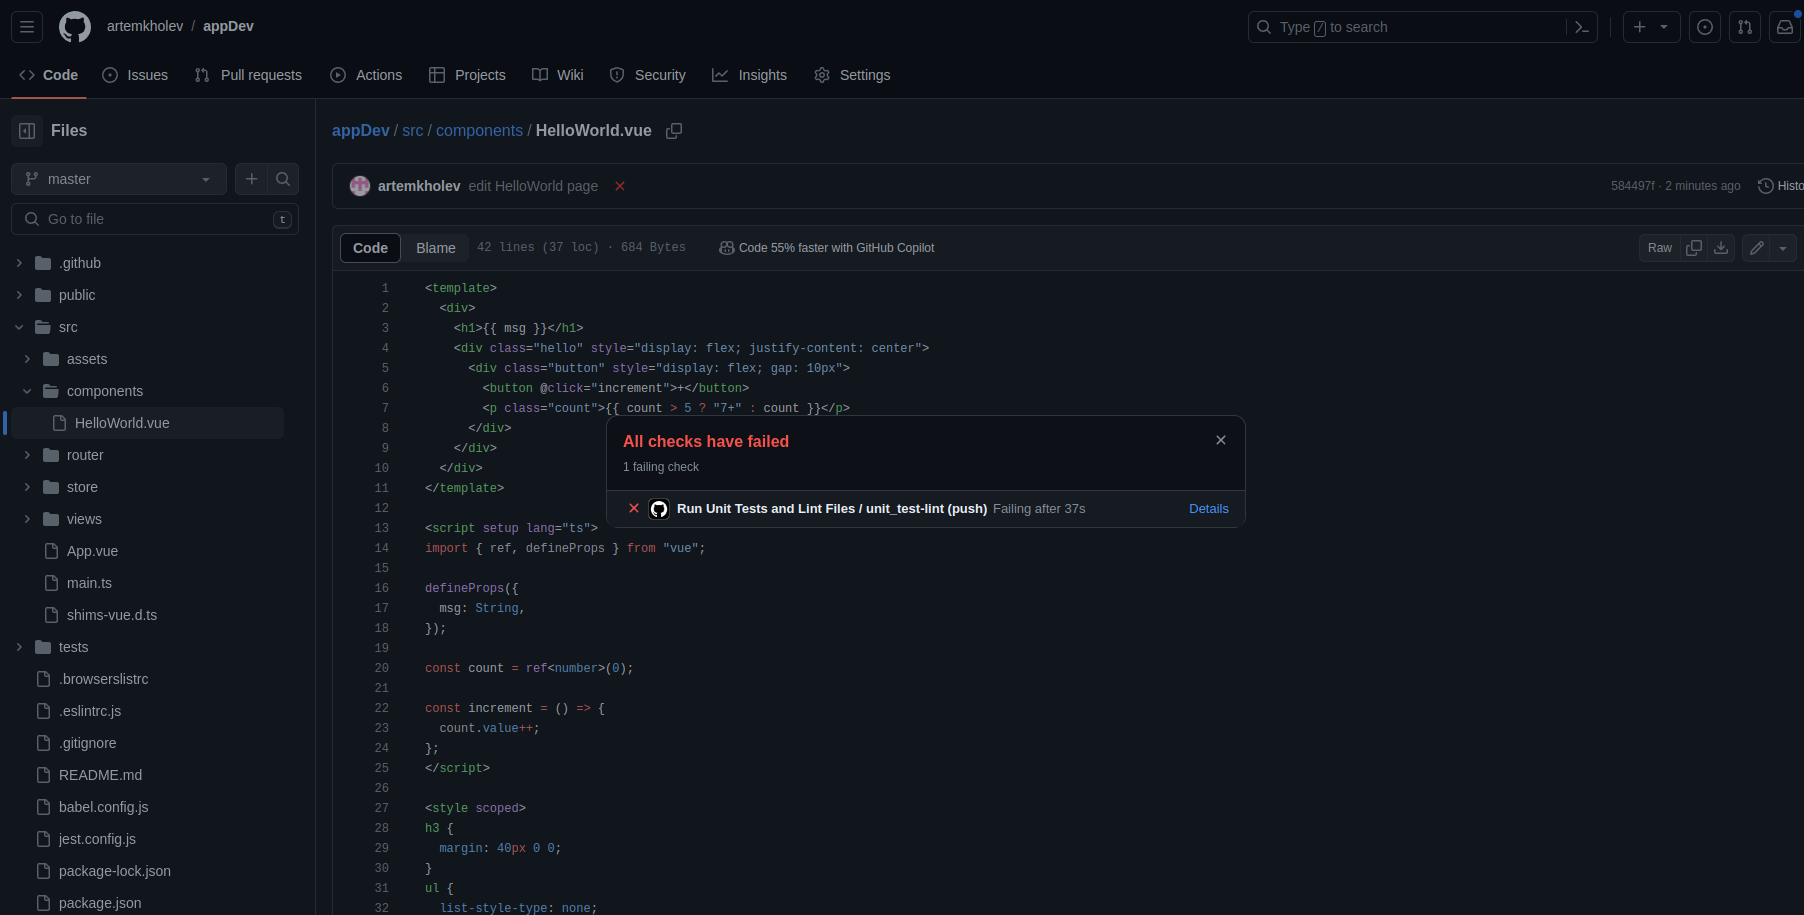 artemkholev / appDev
Type / to search
Code Issues Pull requests Actions Projects Wiki Security Insights Settings
Files
master
Go to file t
.github
public
src
assets
components
HelloWorld.vue
router
store
views
App.vue
main.ts
shims-vue.d.ts
tests
.browserslistrc
.eslintrc.js
.gitignore
README.md
babel.config.js
jest.config.js
package-lock.json
package.json
appDev / src / components / HelloWorld.vue
artemkholev edit HelloWorld page
584497f · 2 minutes ago
Histo
Code Blame 42 lines (37 loc) · 684 Bytes Code 55% faster with GitHub Copilot Raw
1 <template>
2 <div>
3 <h1>{{ msg }}</h1>
4 <div class="hello" style="display: flex; justify-content: center">
5 <div class="button" style="display: flex; gap: 10px">
6 <button @click="increment">+</button>
7 <p class="count">{{ count > 5 ? "7+" : count }}</p>
8 </div>
9 </div>
10 </div>
11 </template>
12
13 <script setup lang="ts">
14 import { ref, defineProps } from "vue";
15
16 defineProps({
17 msg: String,
18 });
19
20 const count = ref<number>(0);
21
22 const increment = () => {
23 count.value++;
24 };
25 </script>
26
27 <style scoped>
28 h3 {
29 margin: 40px 0 0;
30 }
31 ul {
32 list-style-type: none;
All checks have failed
1 failing check
Run Unit Tests and Lint Files / unit_test-lint (push) Failing after 37s Details